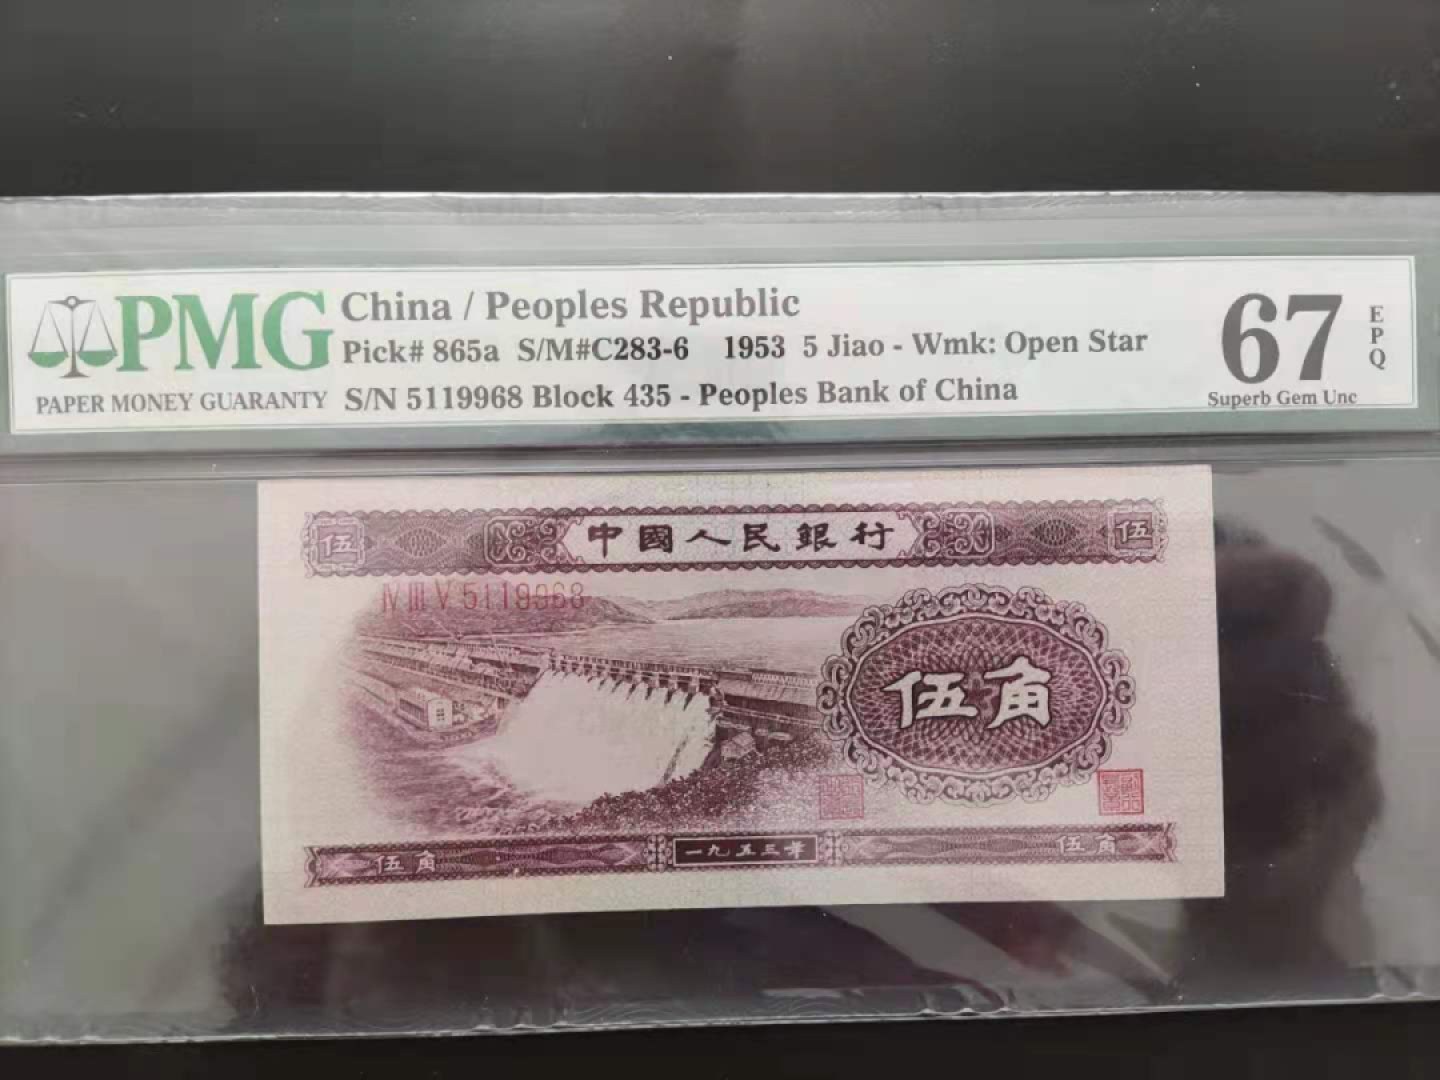 PMG
PAPER MONEY GUARANTY
China / Peoples Republic
Pick# 865a S/M#C283-6 1953 5 Jiao - Wmk: Open Star
S/N 5119968 Block 435 - Peoples Bank of China
67
EPQ
Superb Gem Unc
伍 中國人民銀行 伍
Ⅳ Ⅲ Ⅴ 5119968
伍角
伍角 一九五三年 伍角